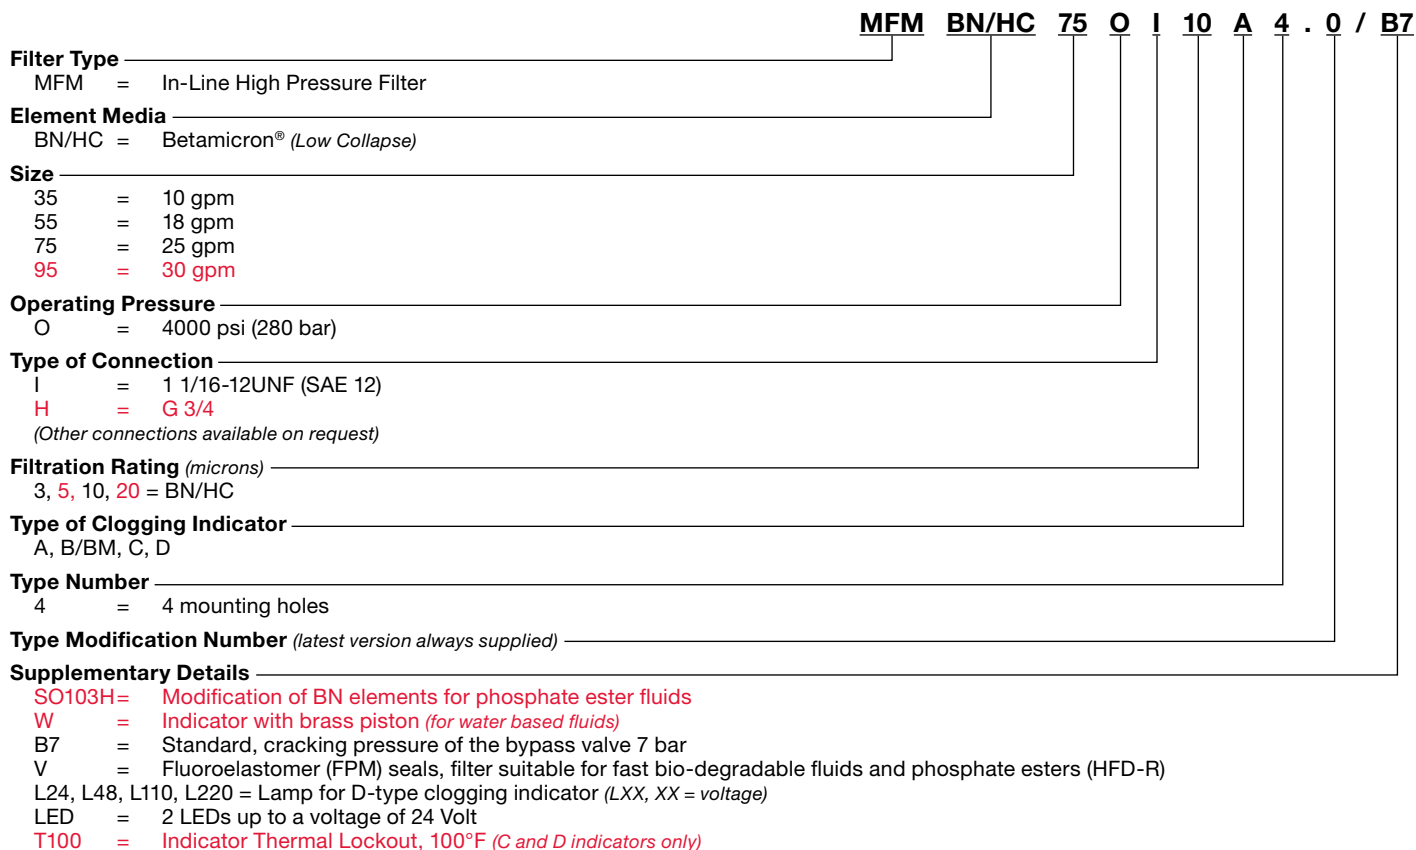 MFM BN/HC 75 O I 10 A 4 . 0 / B7
Filter Type
MFM = In-Line High Pressure Filter
Element Media
BN/HC = Betamicron® (Low Collapse)
Size
35 = 10 gpm
55 = 18 gpm
75 = 25 gpm
95 = 30 gpm
Operating Pressure
O = 4000 psi (280 bar)
Type of Connection
I = 1 1/16-12UNF (SAE 12)
H = G 3/4
(Other connections available on request)
Filtration Rating (microns)
3, 5, 10, 20 = BN/HC
Type of Clogging Indicator
A, B/BM, C, D
Type Number
4 = 4 mounting holes
Type Modification Number (latest version always supplied)
Supplementary Details
SO103H = Modification of BN elements for phosphate ester fluids
W = Indicator with brass piston (for water based fluids)
B7 = Standard, cracking pressure of the bypass valve 7 bar
V = Fluoroelastomer (FPM) seals, filter suitable for fast bio-degradable fluids and phosphate esters (HFD-R)
L24, L48, L110, L220 = Lamp for D-type clogging indicator (LXX, XX = voltage)
LED = 2 LEDs up to a voltage of 24 Volt
T100 = Indicator Thermal Lockout, 100°F (C and D indicators only)